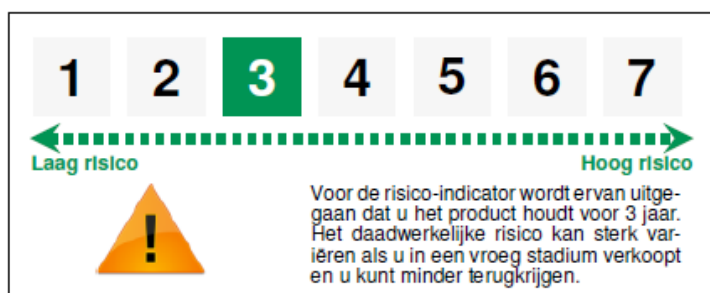 1 2 3 4 5 6 7
Laag risico Hoog risico
!
Voor de risico-indicator wordt ervan uitge-
gaan dat u het product houdt voor 3 jaar.
Het daadwerkelijke risico kan sterk var-
iëren als u in een vroeg stadium verkoopt
en u kunt minder terugkrijgen.